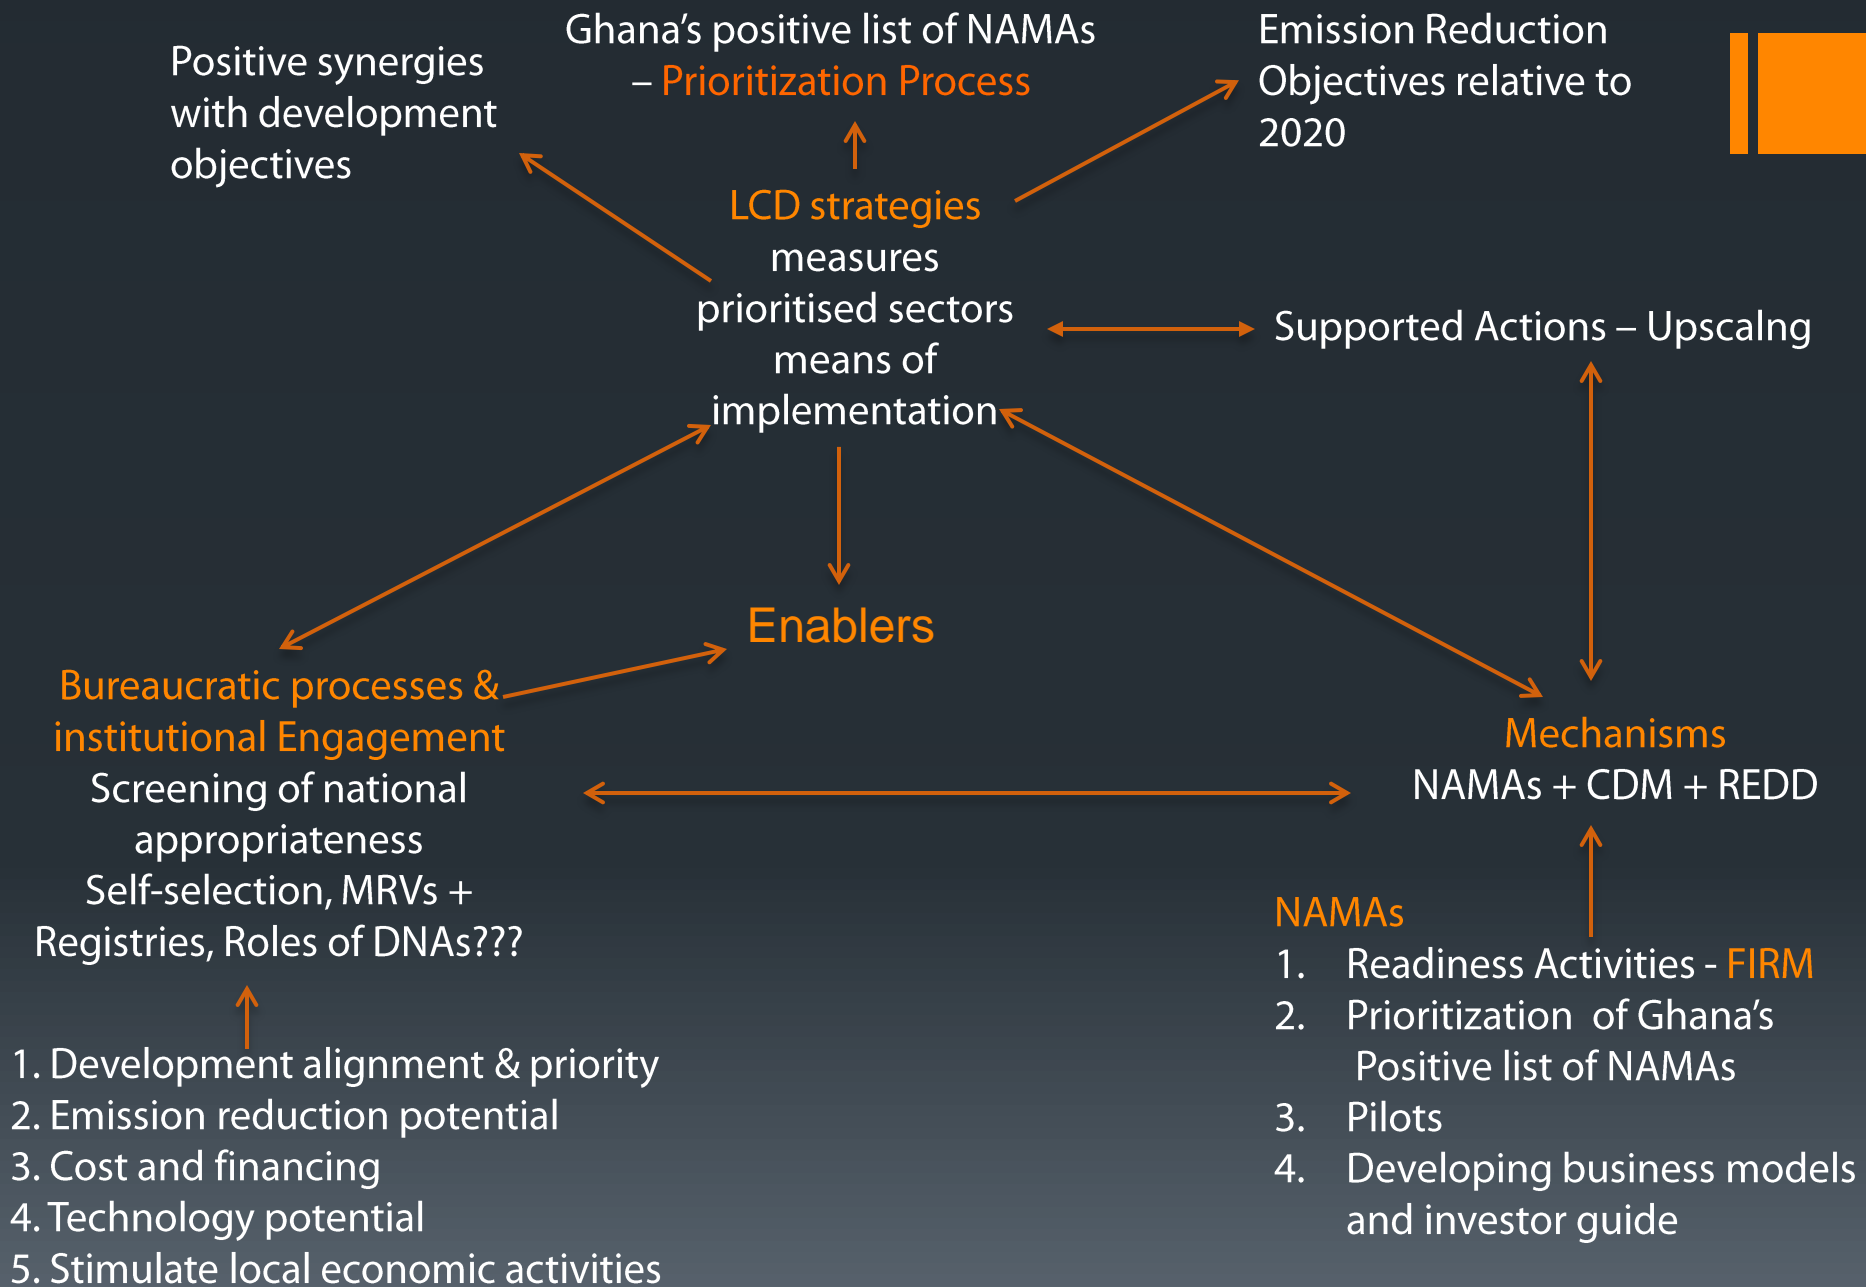 Positive synergies
with development
objectives
Ghana’s positive list of NAMAs
– Prioritization Process
Emission Reduction
Objectives relative to
2020
LCD strategies
measures
prioritised sectors
means of
implementation
Supported Actions – Upscalng
Enablers
Bureaucratic processes &
institutional Engagement
Screening of national
appropriateness
Self-selection, MRVs +
Registries, Roles of DNAs???
1. Development alignment & priority
2. Emission reduction potential
3. Cost and financing
4. Technology potential
5. Stimulate local economic activities
Mechanisms
NAMAs + CDM + REDD
NAMAs
1. Readiness Activities - FIRM
2. Prioritization of Ghana’s
Positive list of NAMAs
3. Pilots
4. Developing business models
and investor guide